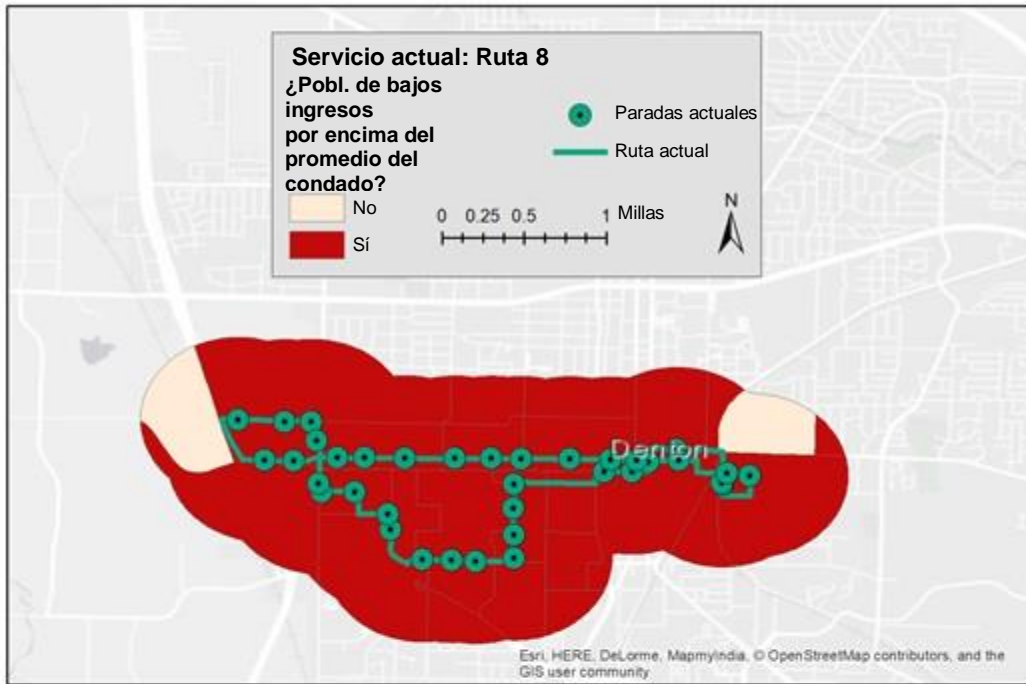 Servicio actual: Ruta 8
¿Pobl. de bajos
ingresos
por encima del
promedio del
condado?
No
Sí
Paradas actuales
Ruta actual
0 0.25 0.5 1 Millas
N
Denton
Esri, HERE, DeLorme, MapmyIndia, © OpenStreetMap contributors, and the
GIS user community